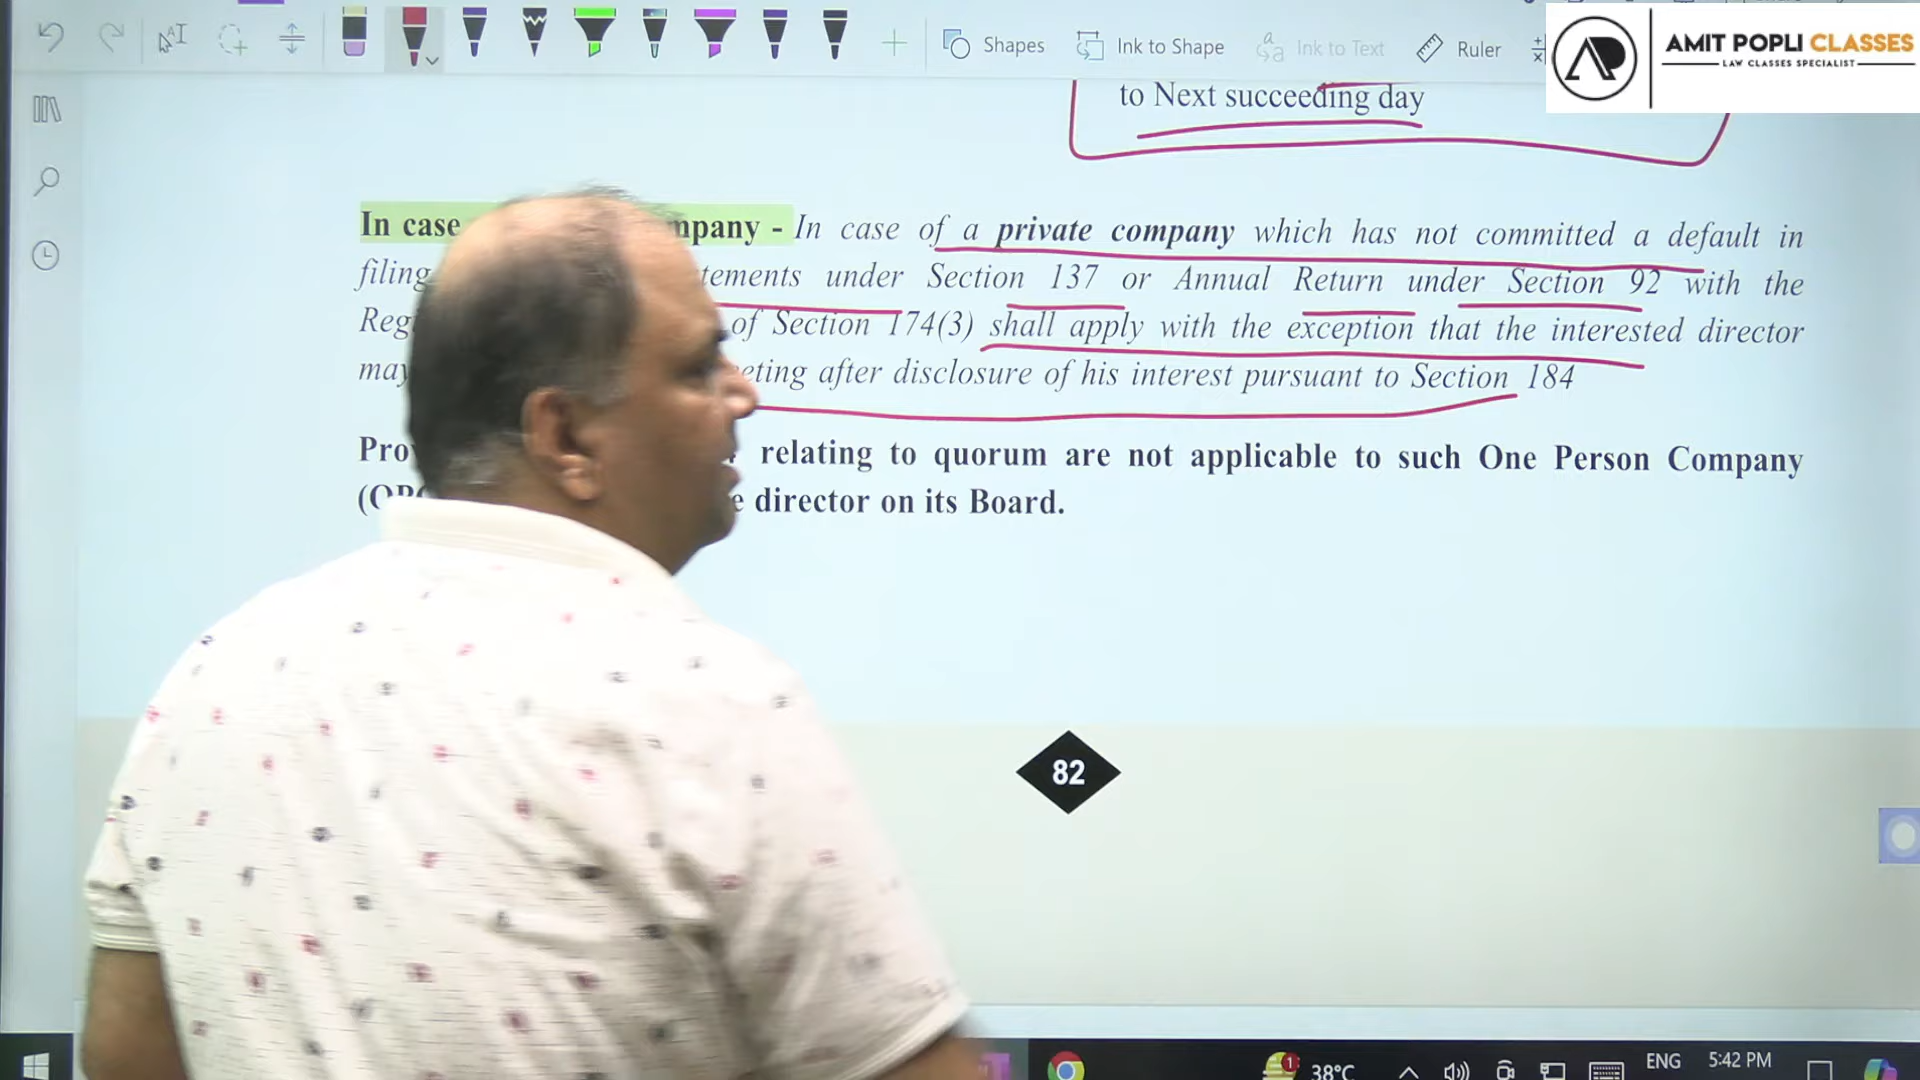 Shapes
Ink to Shape
Ink to Text
Ruler
AMIT POPLI CLASSES
LAW CLASSES SPECIALIST
to Next succeeding day
In case mpany - In case of a private company which has not committed a default in
filing tements under Section 137 or Annual Return under Section 92 with the
Reg of Section 174(3) shall apply with the exception that the interested director
may eting after disclosure of his interest pursuant to Section 184
Pro relating to quorum are not applicable to such One Person Company
(OPC e director on its Board.
82
1
38°C
ENG
5:42 PM